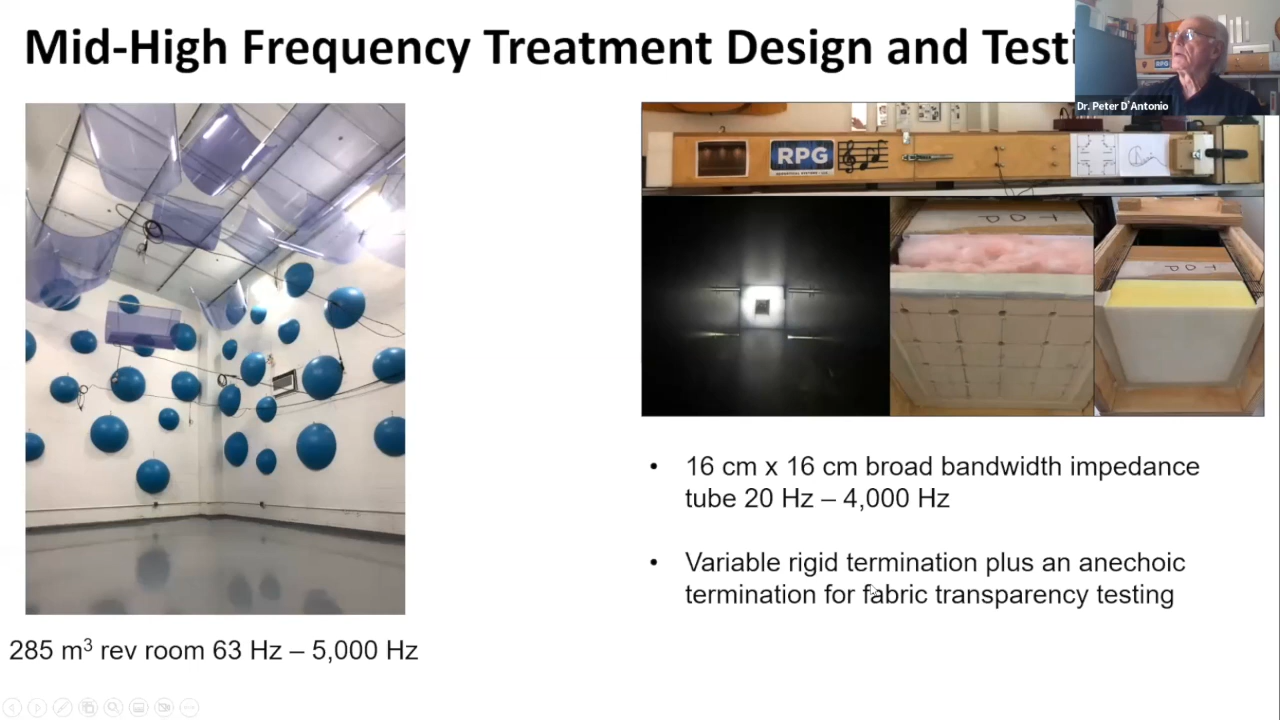 Mid-High Frequency Treatment Design and Testi
Dr. Peter D'Antonio
RPG
TOP
TOP
• 16 cm x 16 cm broad bandwidth impedance
tube 20 Hz – 4,000 Hz
• Variable rigid termination plus an anechoic
termination for fabric transparency testing
285 m³ rev room 63 Hz – 5,000 Hz